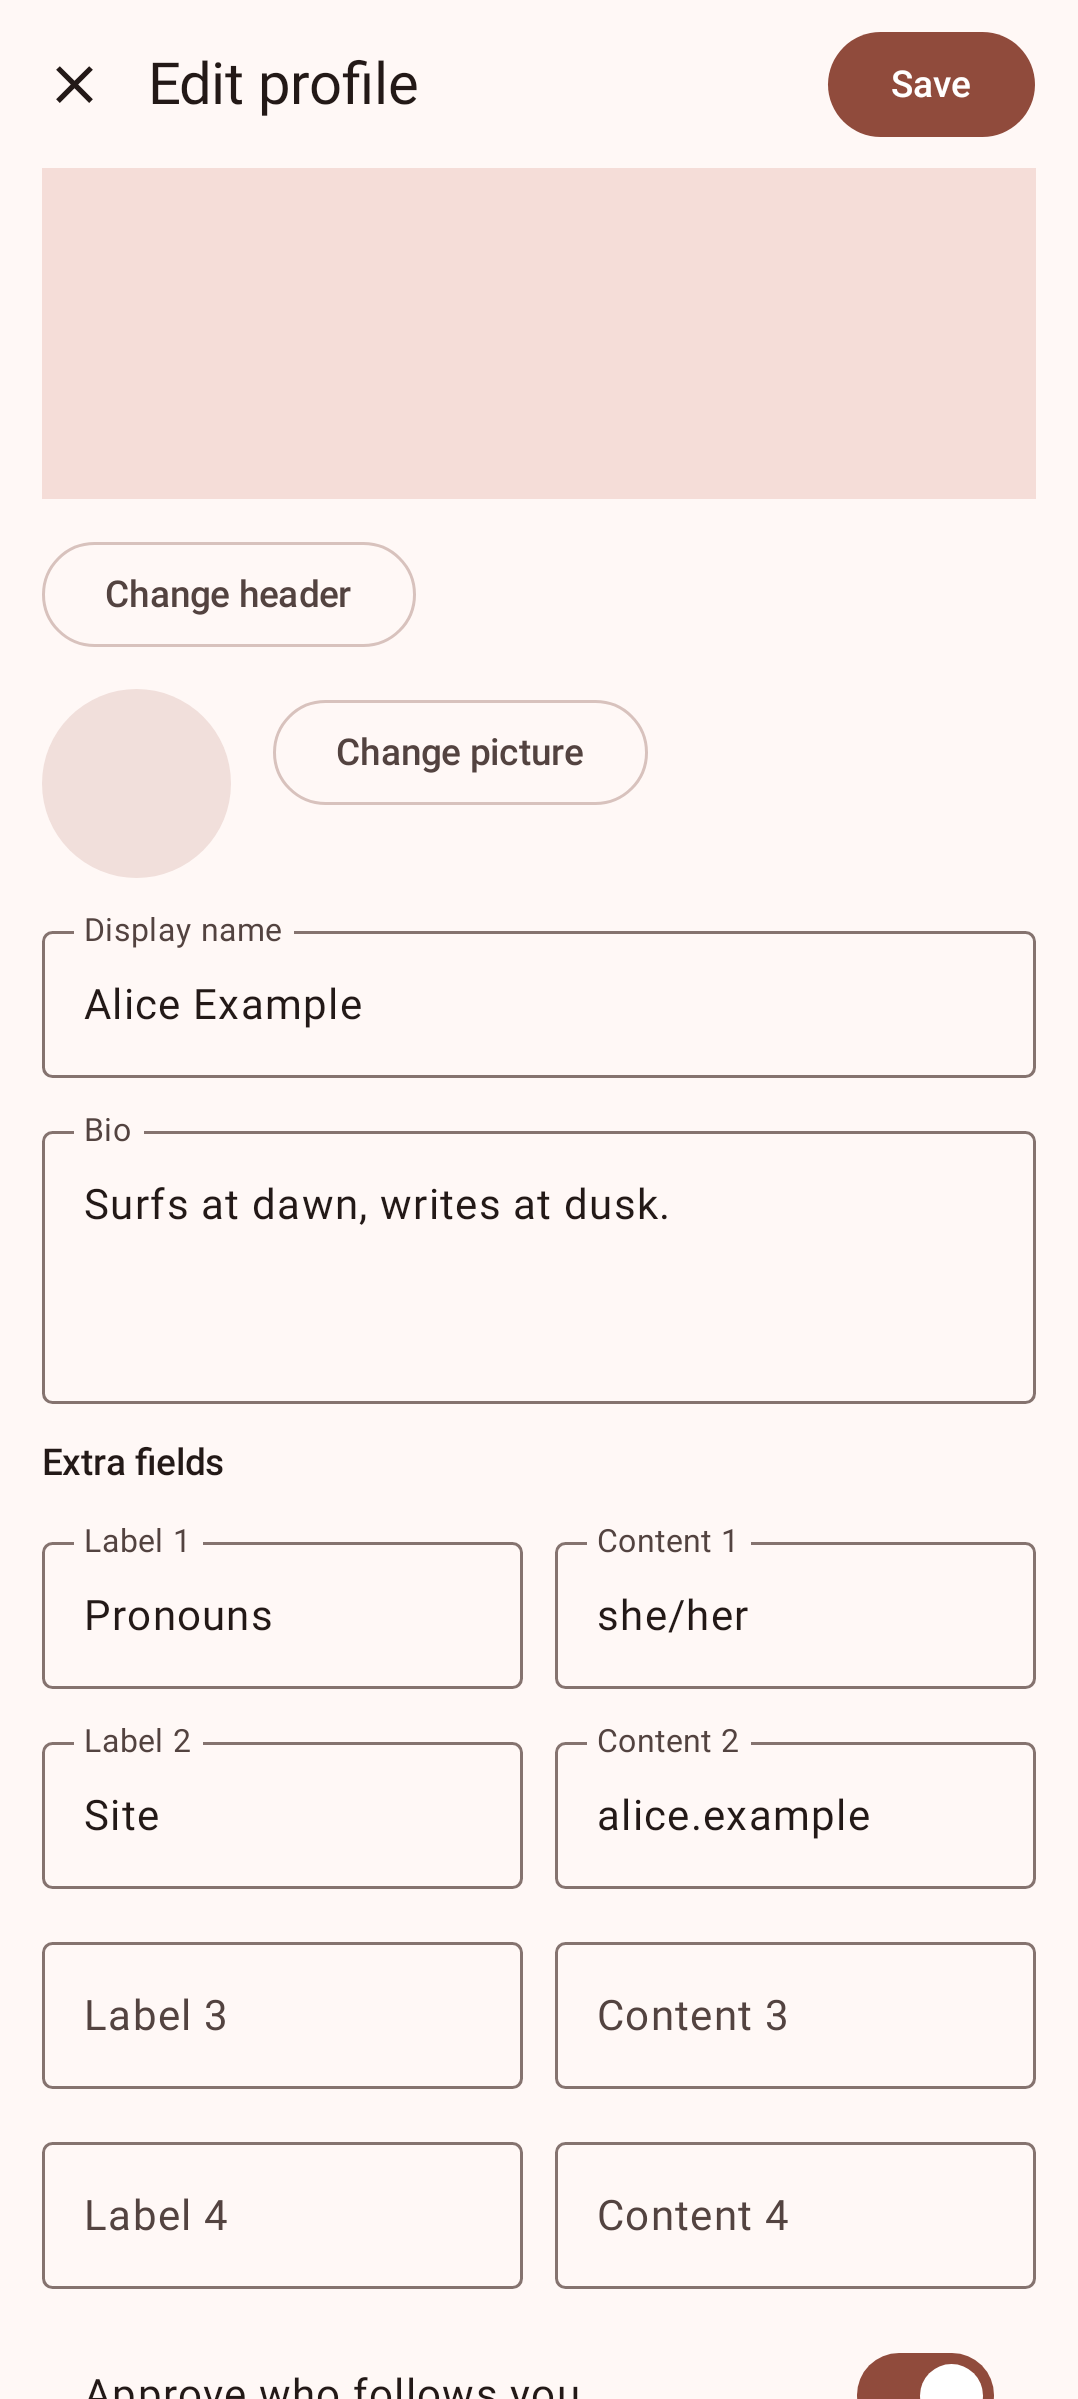 Edit profile
Save
Change header
Change picture
Display name
Alice Example
Bio
Surfs at dawn, writes at dusk.
Extra fields
Label 1
Content 1
Pronouns
she/her
Label 2
Content 2
Site
alice.example
Label 3
Content 3
Label 4
Content 4
Approve who follows you